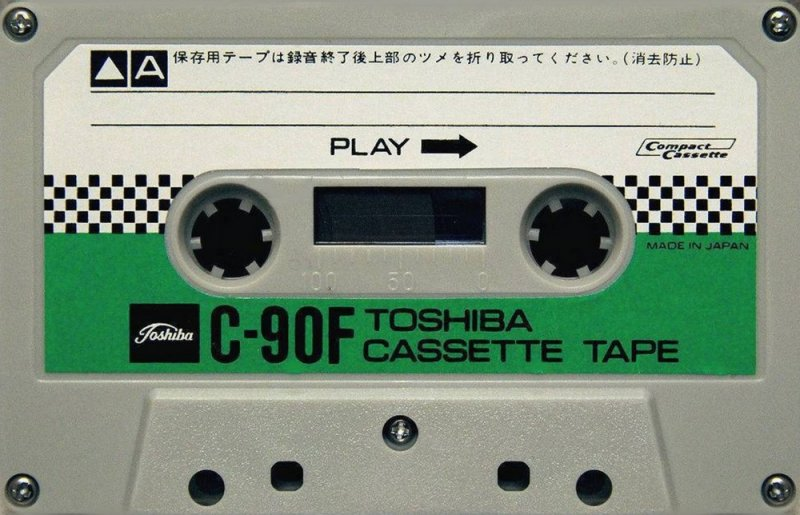 A 保存用テープは録音終了後上部のツメを折り取ってください。(消去防止)
PLAY
Compact
Cassette
MADE IN JAPAN
100 50 0
Toshiba
C-90F
TOSHIBA
CASSETTE TAPE